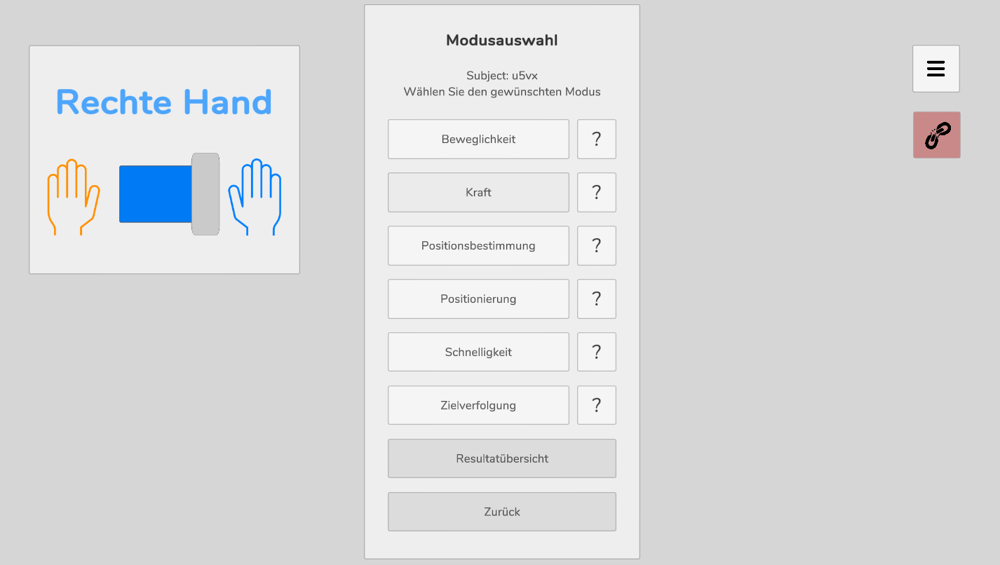 Rechte Hand
Modusauswahl
Subject: u5vx
Wählen Sie den gewünschten Modus
Beweglichkeit ?
Kraft ?
Positionsbestimmung ?
Positionierung ?
Schnelligkeit ?
Zielverfolgung ?
Resultatübersicht
Zurück